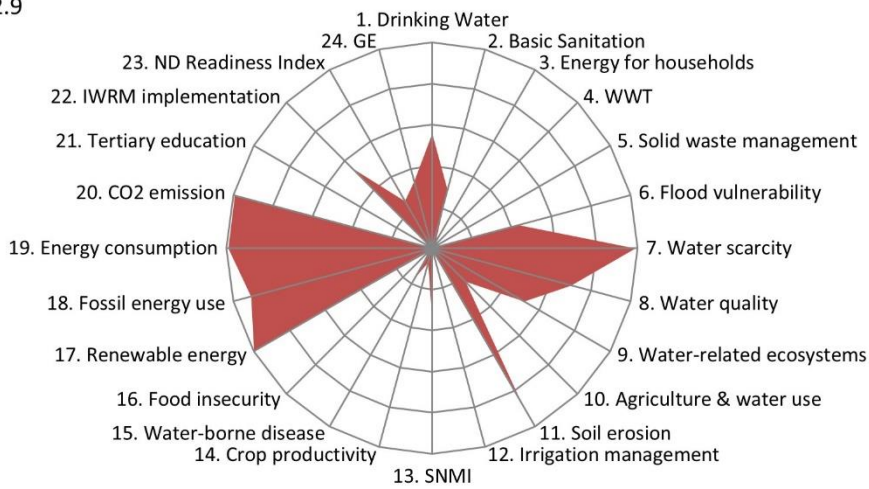 1. Drinking Water
2. Basic Sanitation
3. Energy for households
4. WWT
5. Solid waste management
6. Flood vulnerability
7. Water scarcity
8. Water quality
9. Water-related ecosystems
10. Agriculture & water use
11. Soil erosion
12. Irrigation management
13. SNMI
14. Crop productivity
15. Water-borne disease
16. Food insecurity
17. Renewable energy
18. Fossil energy use
19. Energy consumption
20. CO2 emission
21. Tertiary education
22. IWRM implementation
23. ND Readiness Index
24. GE